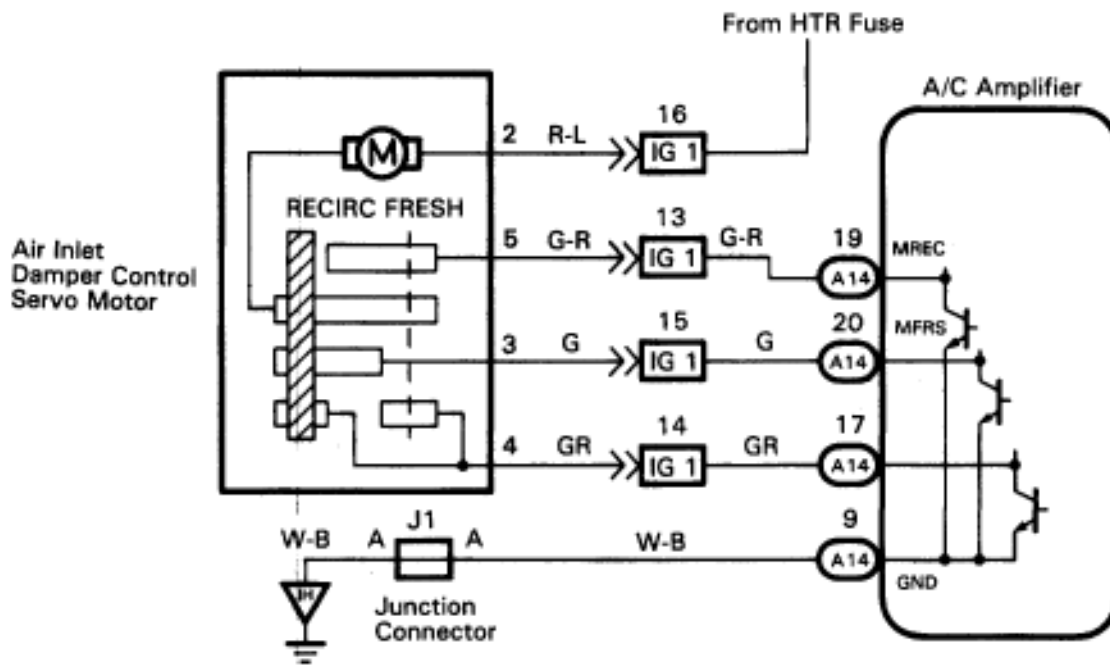 From HTR Fuse
A/C Amplifier
16
2 R-L
IG 1
M
RECIRC FRESH
13
5 G-R
IG 1
G-R
19
A14
MREC
Air Inlet
Damper Control
Servo Motor
15
3 G
IG 1
G
20
A14
MFRS
14
4 GR
IG 1
GR
17
A14
J1
W-B A A W-B
9
A14
GND
IH
Junction
Connector